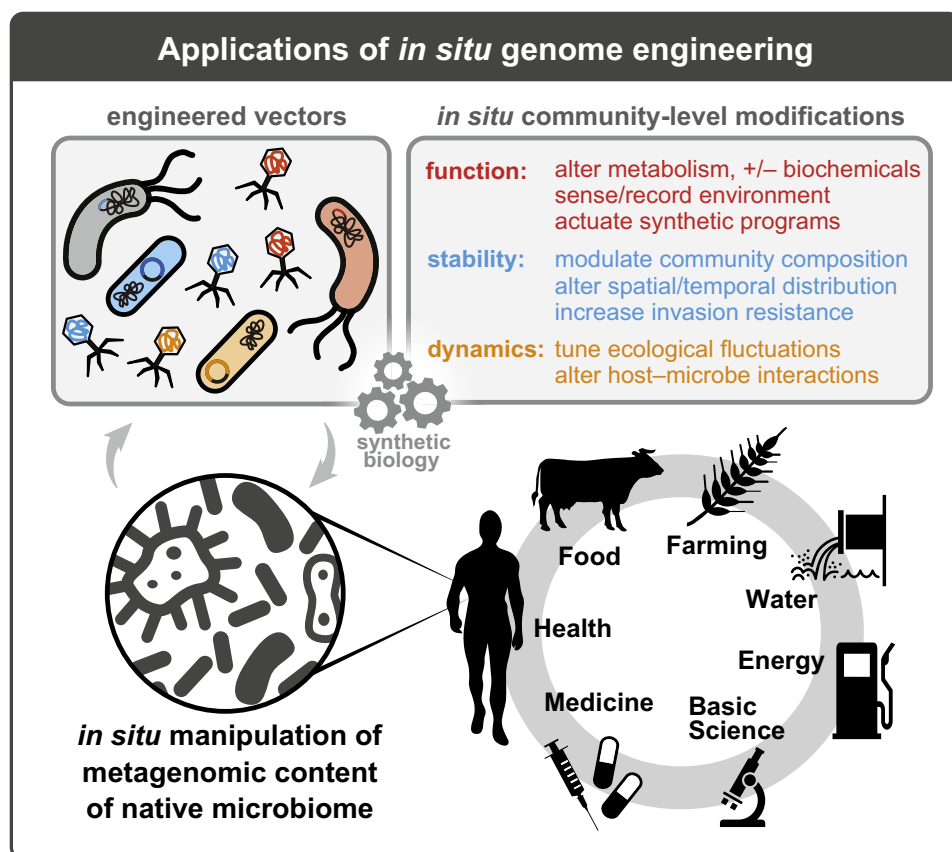 Applications of in situ genome engineering
engineered vectors
in situ community-level modifications
function: alter metabolism, +/– biochemicals
sense/record environment
actuate synthetic programs
stability: modulate community composition
alter spatial/temporal distribution
increase invasion resistance
dynamics: tune ecological fluctuations
alter host–microbe interactions
synthetic
biology
Food
Farming
Water
Health
Energy
Medicine
Basic
Science
in situ manipulation of
metagenomic content
of native microbiome